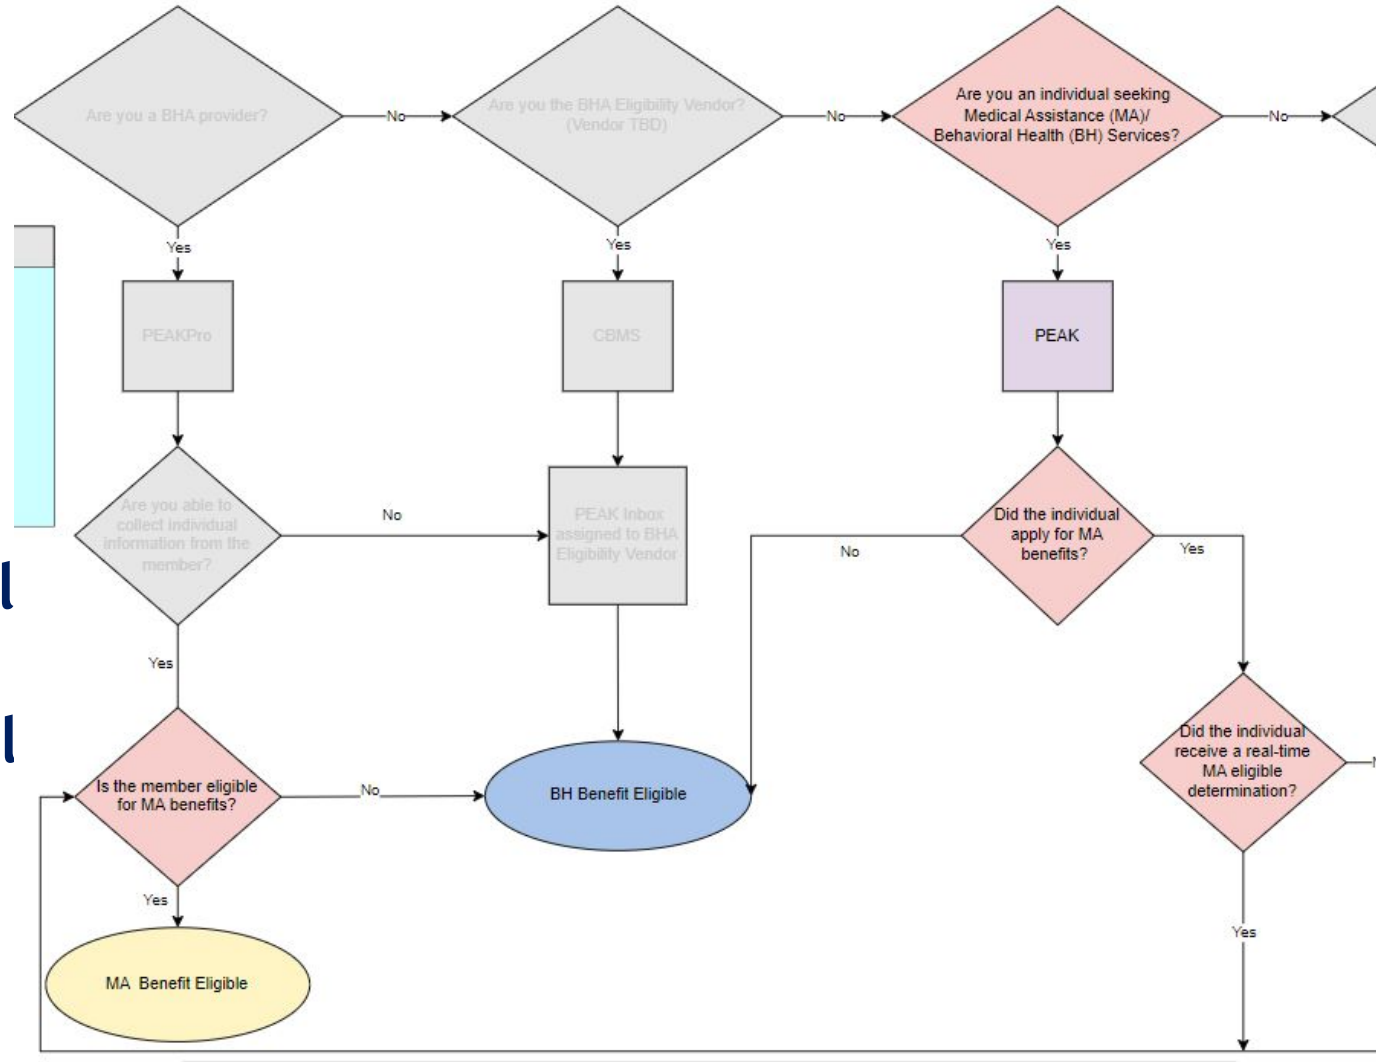 Are you a BHA provider?
No
Are you the BHA Eligibility Vendor?
(Vendor TBD)
No
Are you an individual seeking
Medical Assistance (MA)/
Behavioral Health (BH) Services?
No
Yes
Yes
Yes
PEAKPro
CBMS
PEAK
Are you able to
collect individual
information from the
member?
No
PEAK Inbox
assigned to BHA
Eligibility Vendor
No
Did the individual
apply for MA
benefits?
Yes
Yes
Is the member eligible
for MA benefits?
No
BH Benefit Eligible
Did the individual
receive a real-time
MA eligible
determination?
Yes
MA Benefit Eligible
Yes